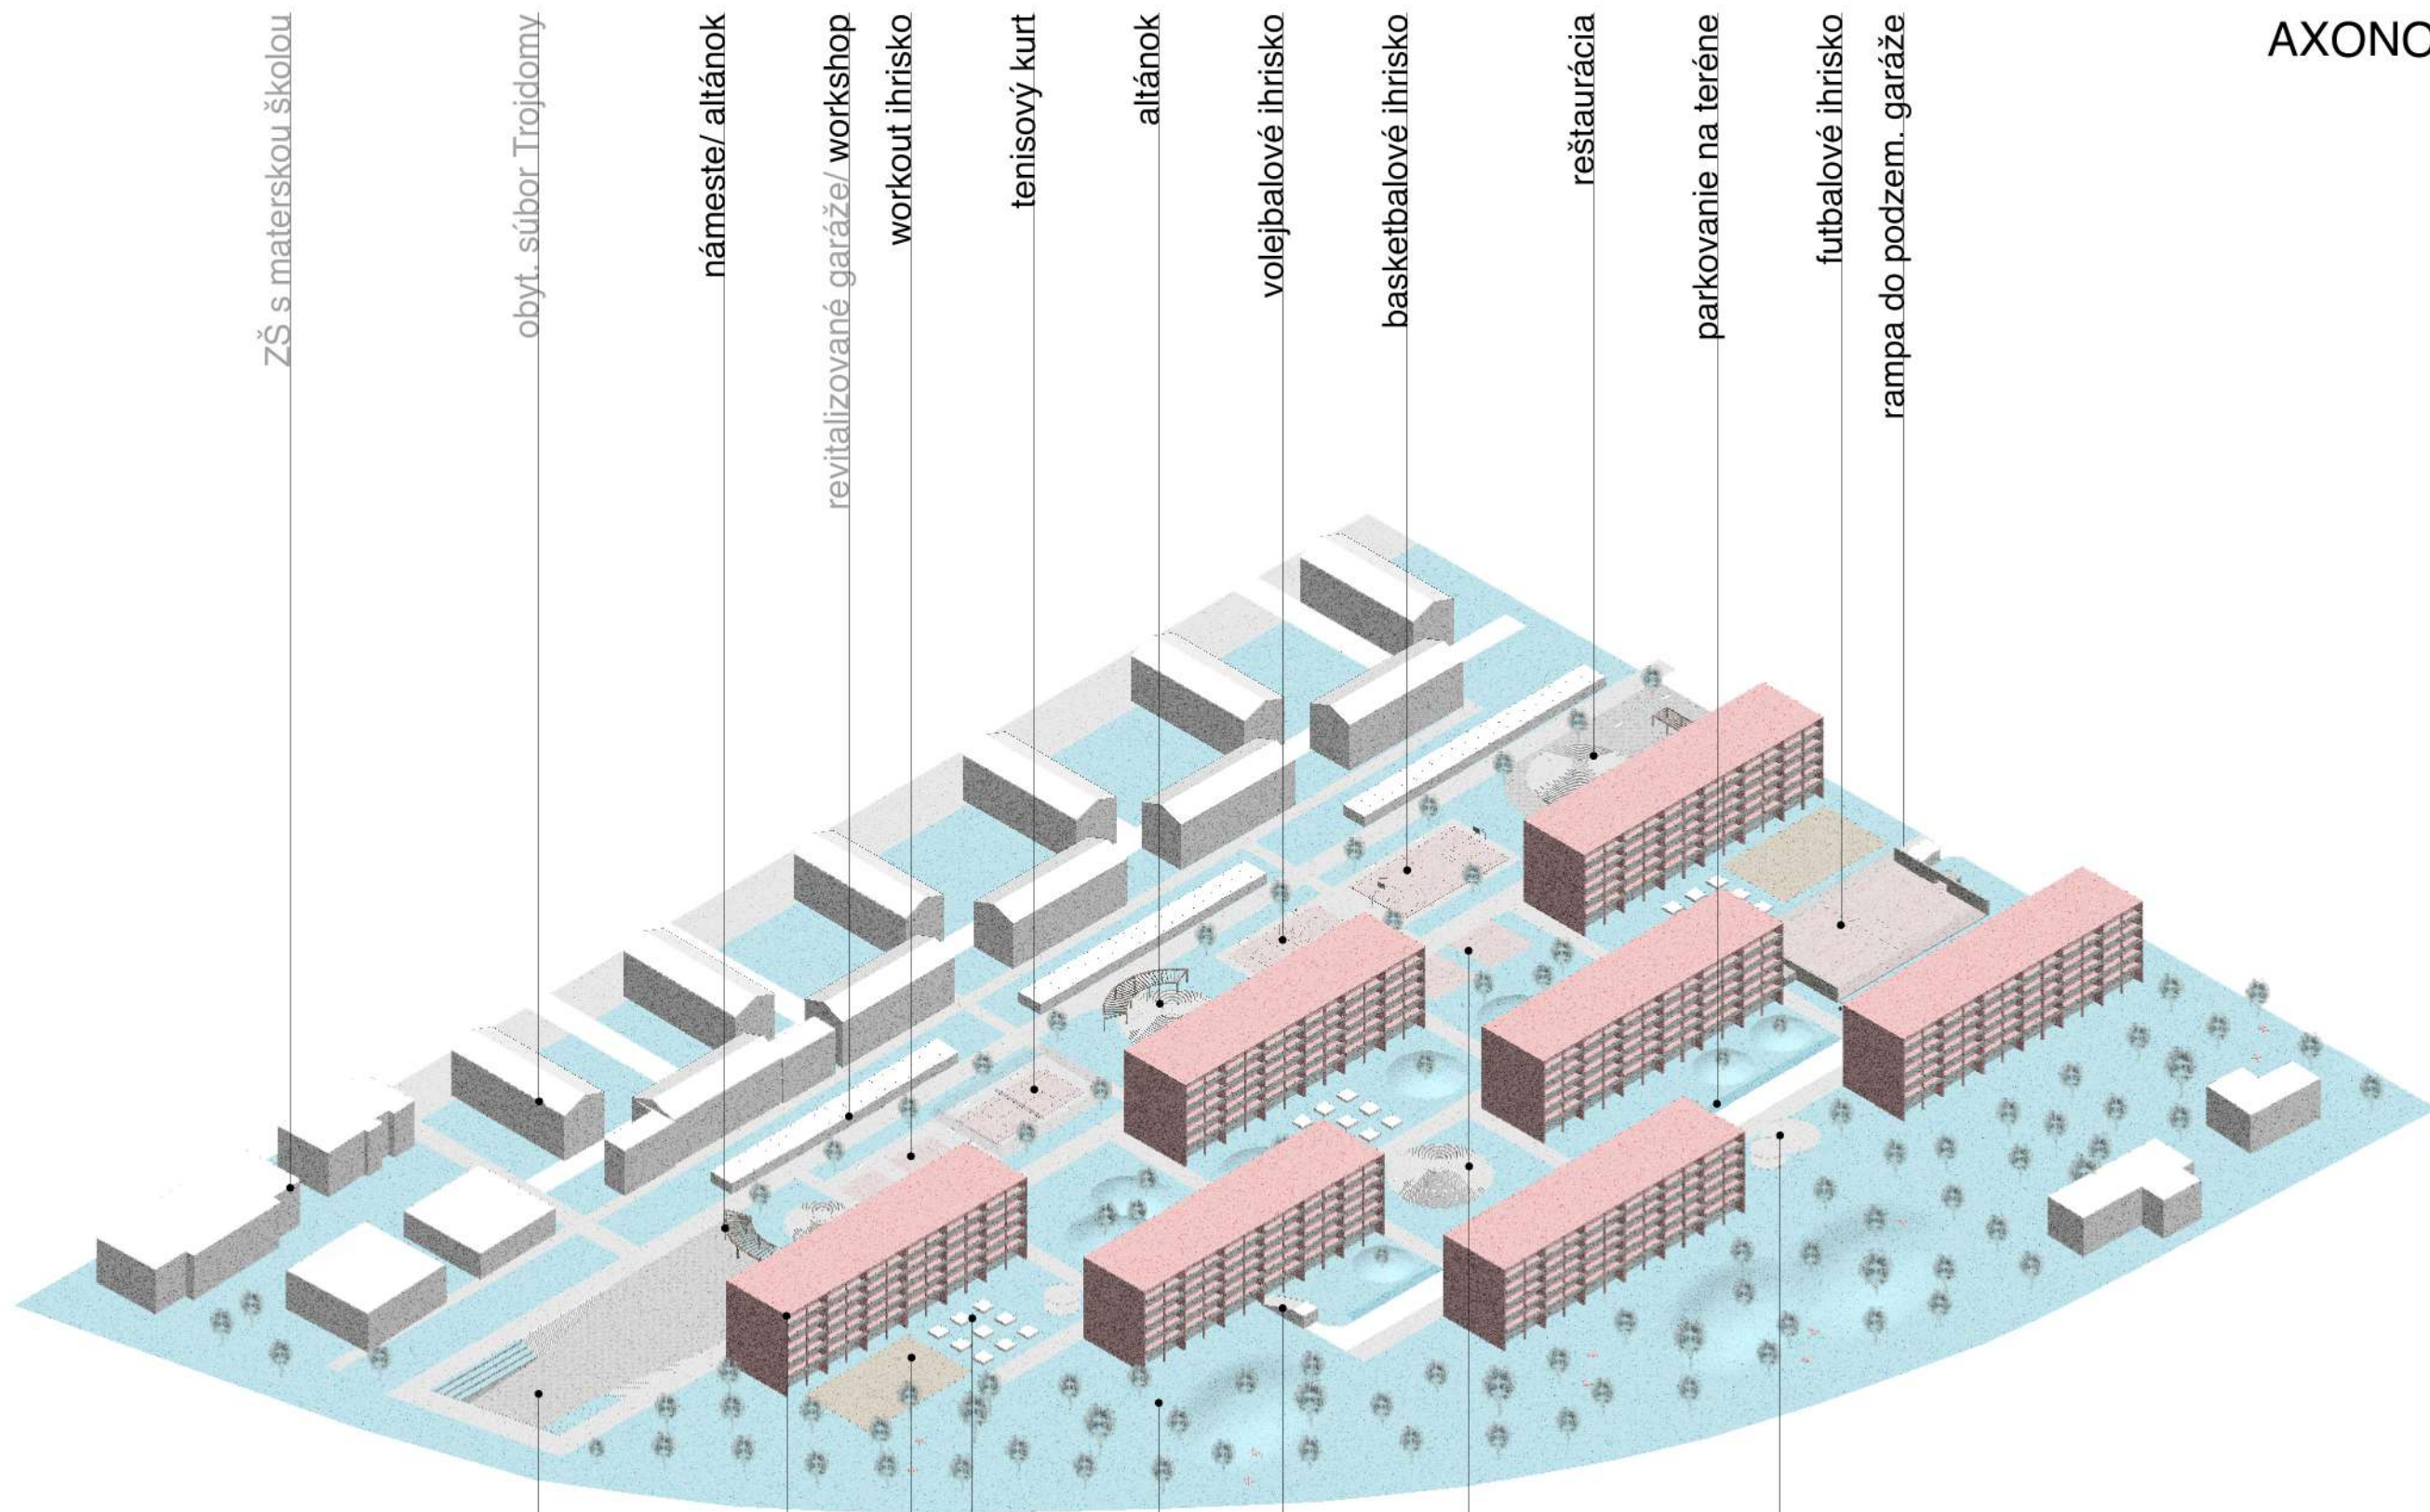 AXONO
ZŠ s materskou školou
obyt. súbor Trojdomy
námeste/ altánok
revitalizované garáže/ workshop
workout ihrisko
tenisový kurt
altánok
volejbalové ihrisko
basketbalové ihrisko
reštaurácia
parkovanie na teréne
futbalové ihrisko
rampa do podzem. garáže